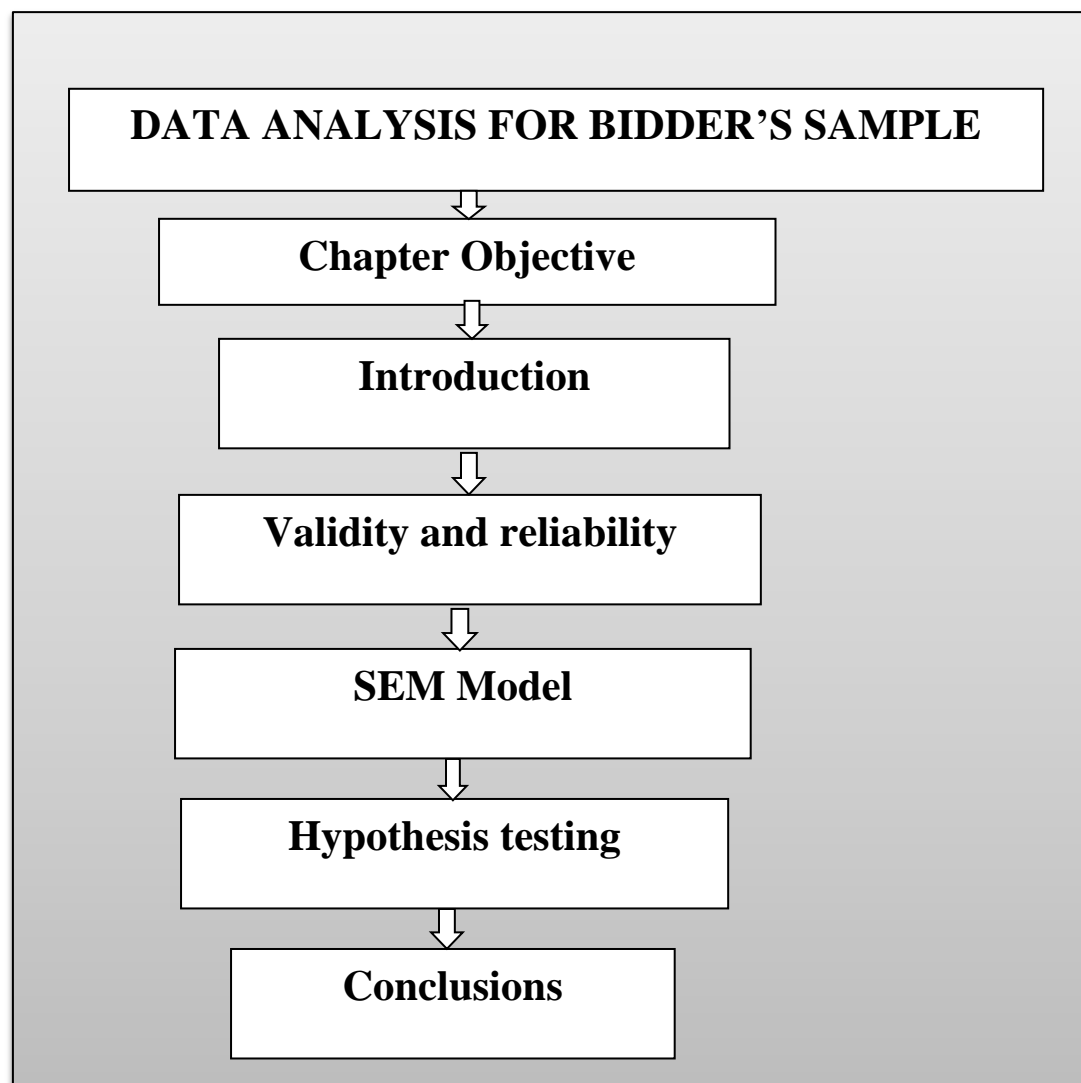 DATA ANALYSIS FOR BIDDER’S SAMPLE
Chapter Objective
Introduction
Validity and reliability
SEM Model
Hypothesis testing
Conclusions